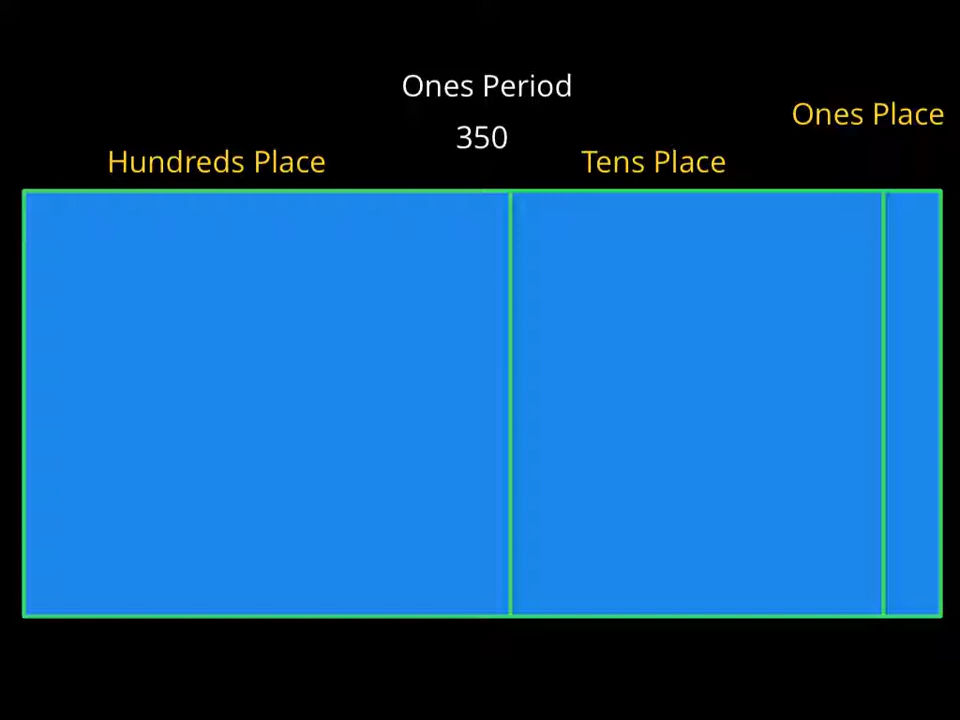 Ones Period
Ones Place
350
Hundreds Place
Tens Place